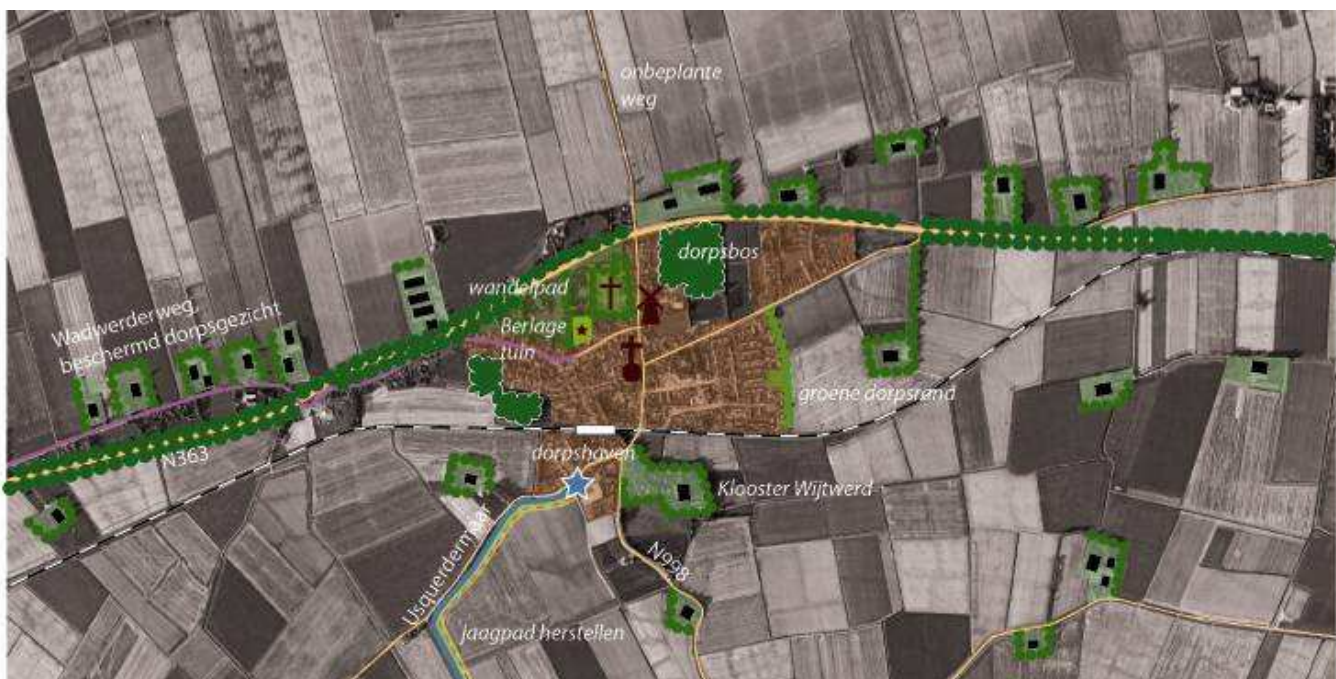 onbeplante
weg
dorpsbos
wandelpad
Wadwerderweg,
beschermd dorpsgezicht
Berlage
tuin
groene dorpsrand
N363
dorpshaven
Klooster Wijtwerd
Usquerdermaar
N998
jaagpad herstellen